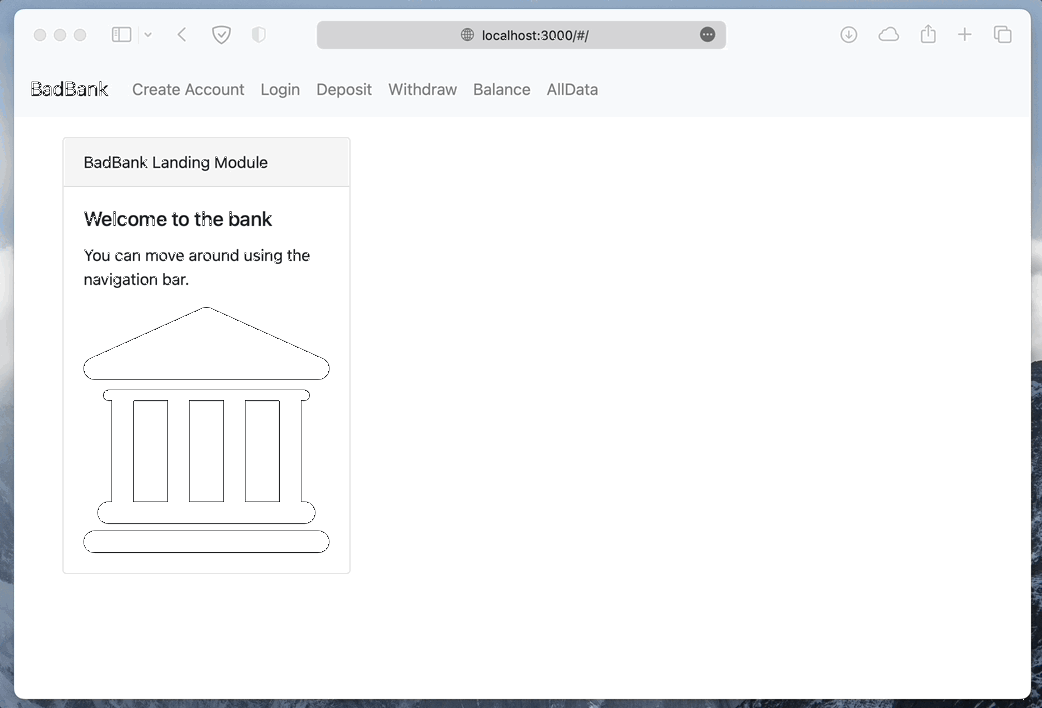 localhost:3000/#/
BadBank Create Account Login Deposit Withdraw Balance AllData
BadBank Landing Module
Welcome to the bank
You can move around using the
navigation bar.